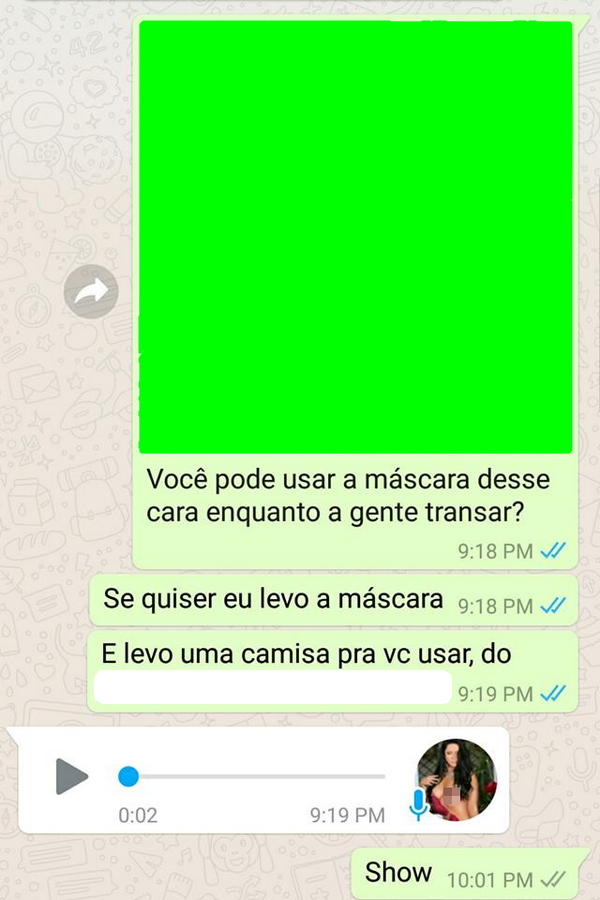 Você pode usar a máscara desse
cara enquanto a gente transar?
9:18 PM
Se quiser eu levo a máscara 9:18 PM
E levo uma camisa pra vc usar, do
9:19 PM
0:02 9:19 PM
Show 10:01 PM